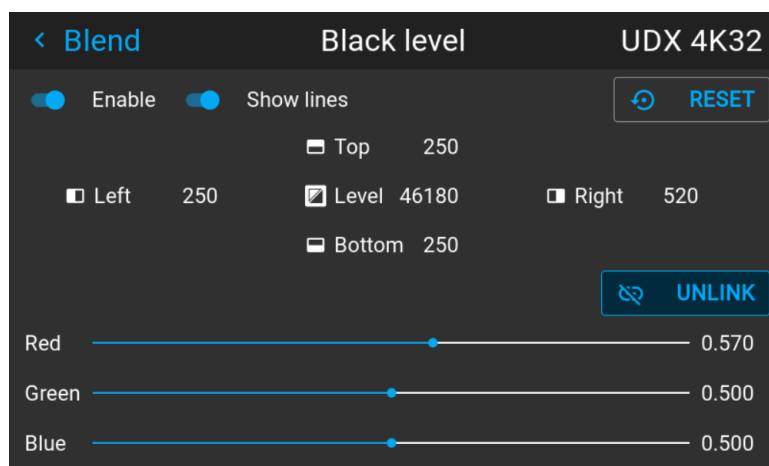 Blend Black level UDX 4K32
Enable Show lines RESET
Top 250
Left 250 Level 46180 Right 520
Bottom 250
UNLINK
Red 0.570
Green 0.500
Blue 0.500